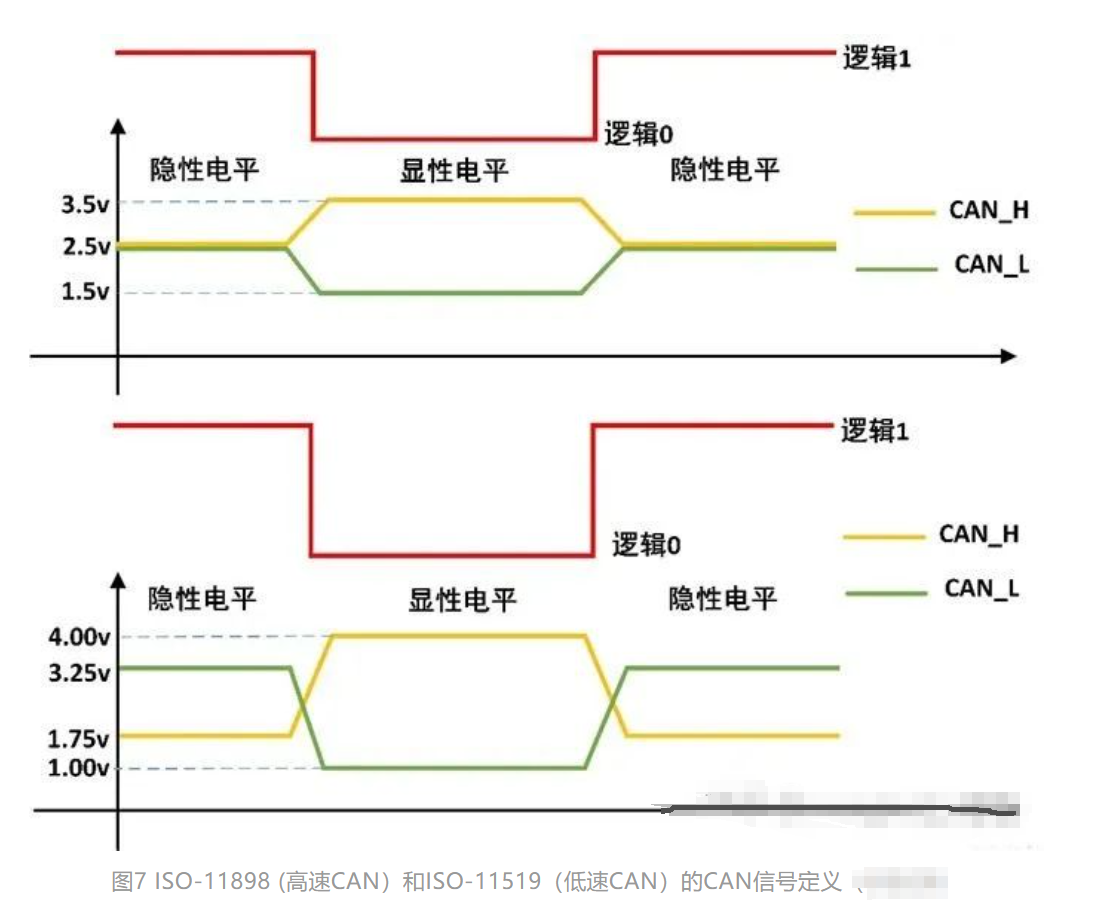 逻辑1
逻辑0
隐性电平 显性电平 隐性电平
3.5v
CAN_H
2.5v
CAN_L
1.5v
逻辑1
逻辑0
CAN_H
CAN_L
隐性电平 显性电平 隐性电平
4.00v
3.25v
1.75v
1.00v
图7 ISO-11898 (高速CAN）和ISO-11519（低速CAN）的CAN信号定义（